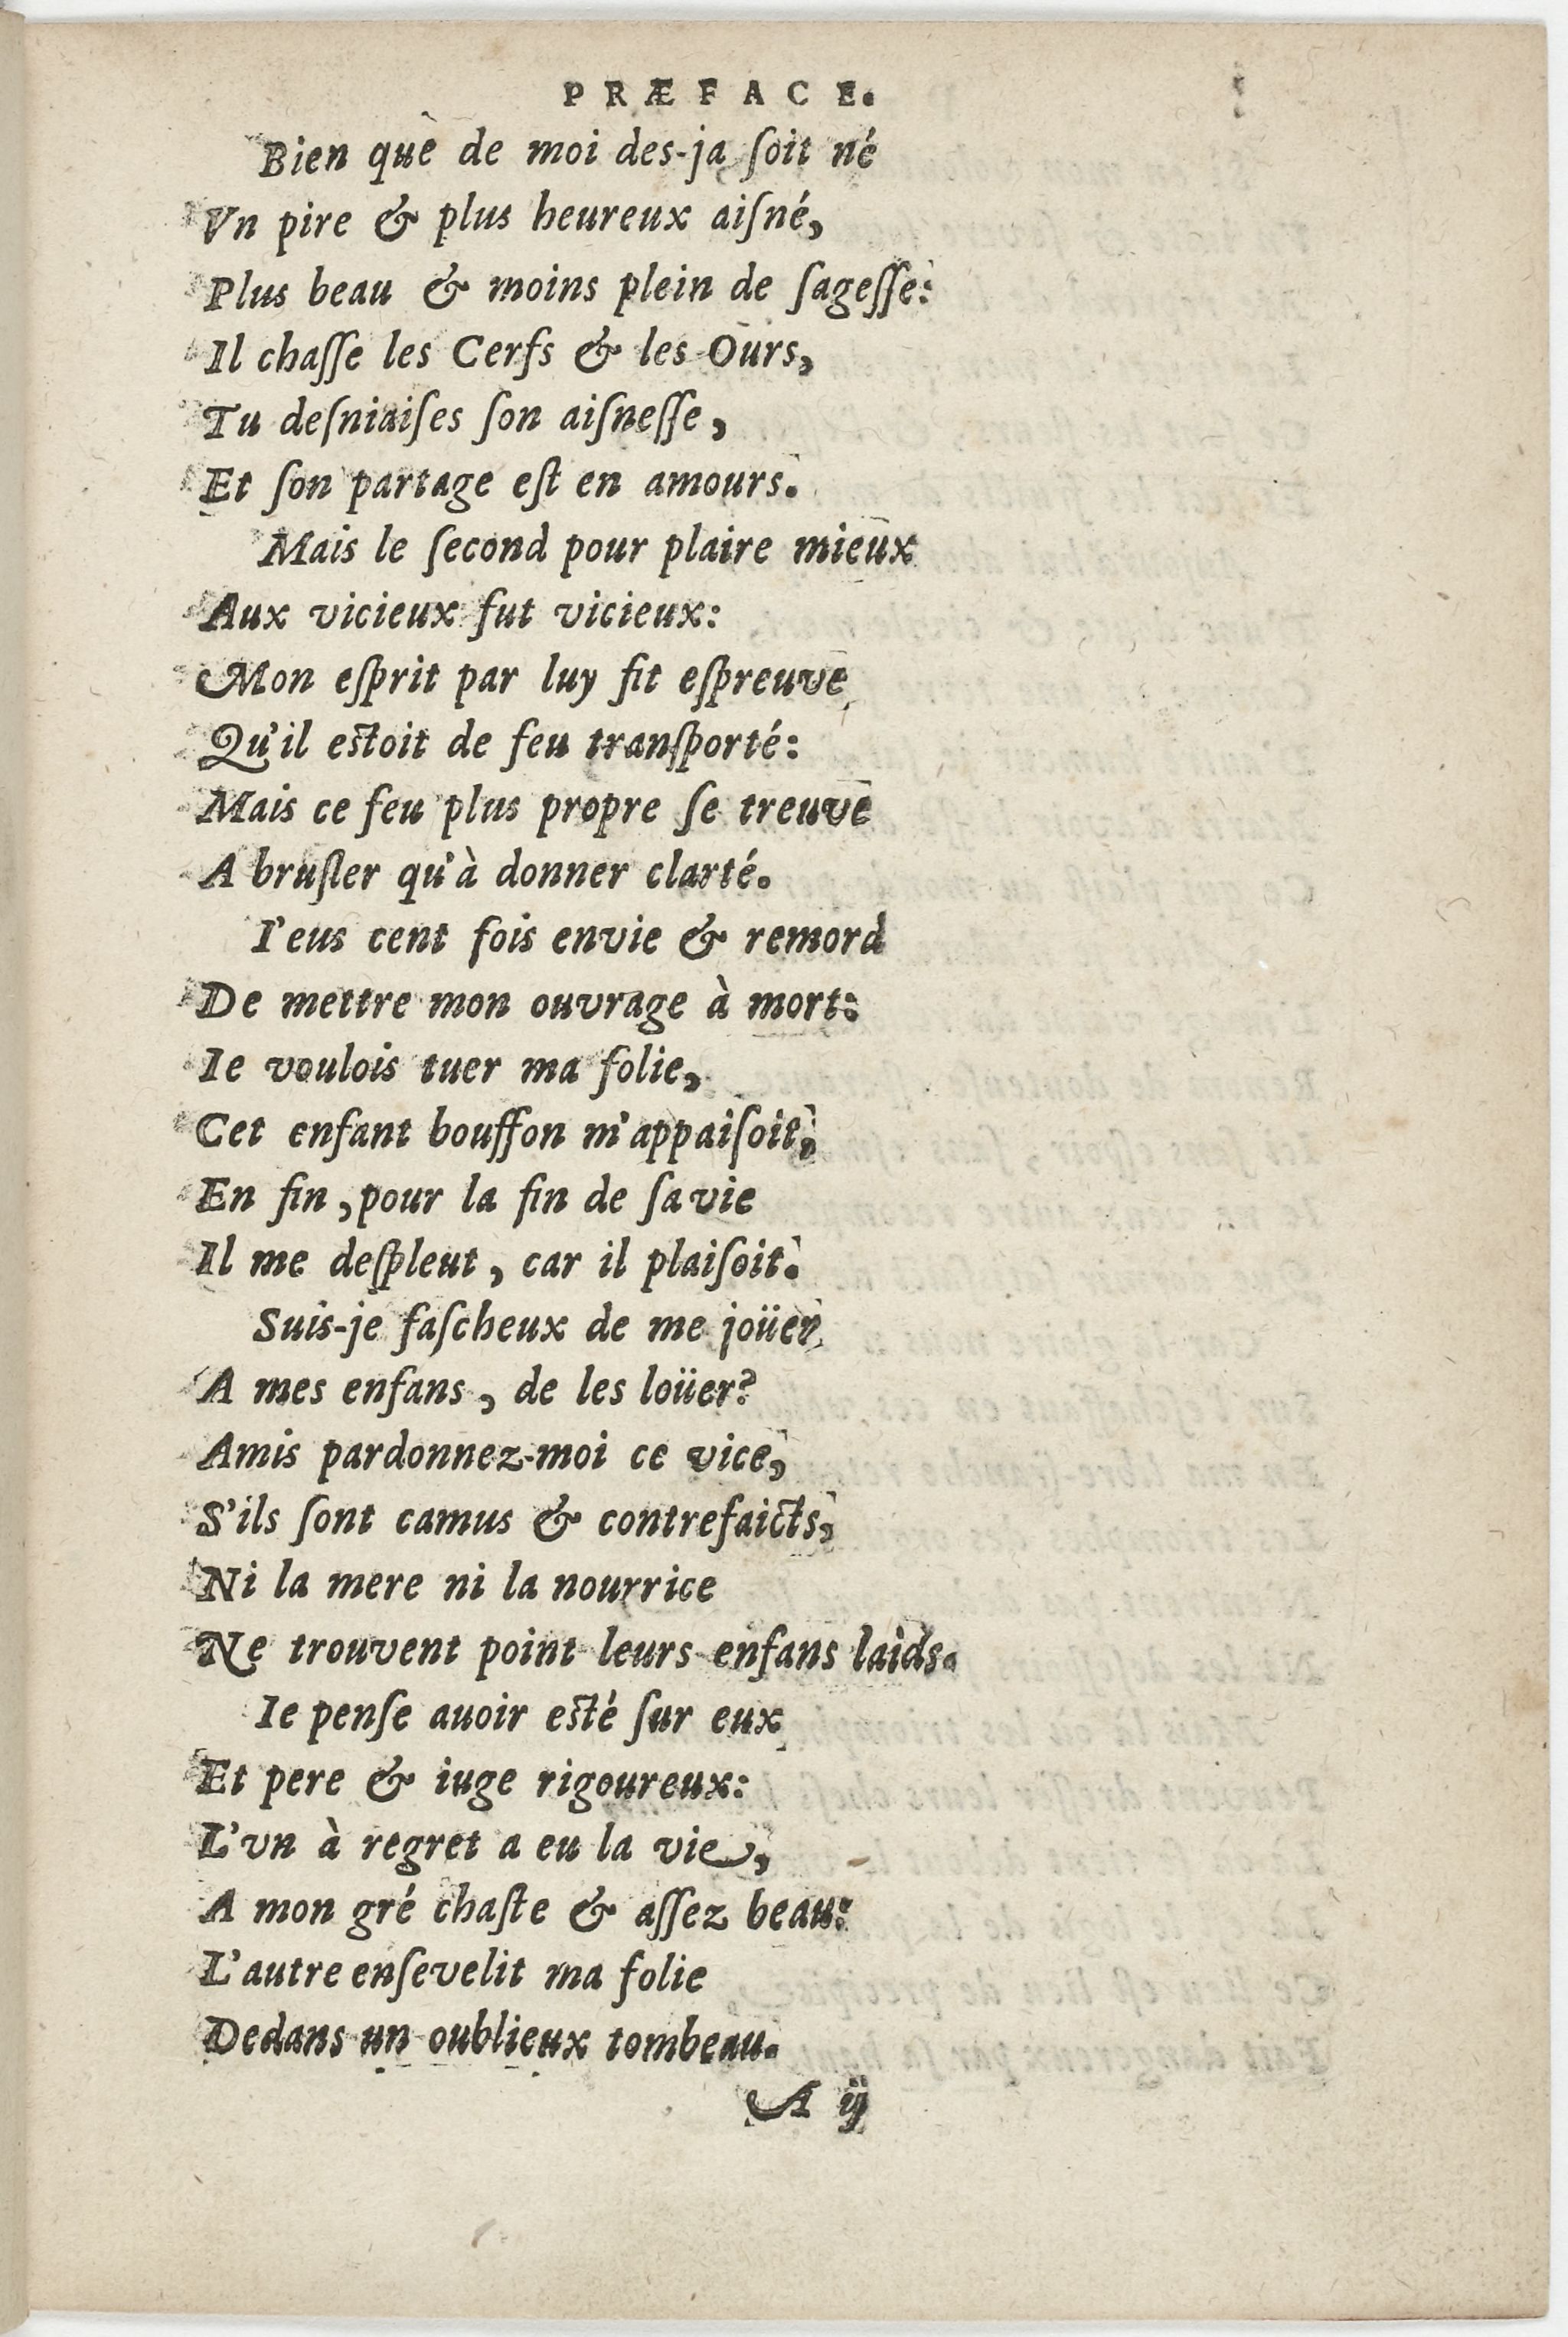 PRÆFACE.
Bien que de moi des-ja ſoit né
Vn pire & plus heureux aiſné,
Plus beau & moins plein de ſageſſe:
Il chaſſe les Cerfs & les Ours,
Tu deſniaiſes ſon aiſneſſe,
Et ſon partage eſt en amours.
Mais le ſecond pour plaire mieux
Aux vicieux fut vicieux:
Mon eſprit par luy fit eſpreuve
Qu'il eſtoit de feu tranſporté:
Mais ce feu plus propre ſe treuve
A bruſler qu'à donner clarté.
I'eus cent fois envie & remord
De mettre mon ouvrage à mort:
Ie voulois tuer ma folie,
Cet enfant bouffon m'appaiſoit,
En fin, pour la fin de ſa vie
Il me deſpleut, car il plaiſoit.
Suis-je faſcheux de me joüer
A mes enfans, de les loüer?
Amis pardonnez-moi ce vice,
S'ils ſont camus & contrefaicts,
Ni la mere ni la nourrice
Ne trouvent point leurs enfans laids.
Ie penſe auoir eſté ſur eux
Et pere & iuge rigoureux:
L'vn à regret a eu la vie,
A mon gré chaſte & aſſez beau:
L'autre enſevelit ma folie
Dedans un oublieux tombeau.
A ij